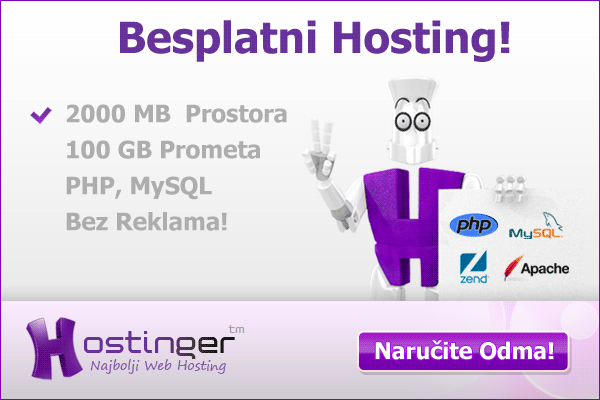 Besplatni Hosting!
2000 MB Prostora
100 GB Prometa
PHP, MySQL
Bez Reklama!
php
MySQL
zend
Apache
Hostinger tm
Najbolji Web Hosting
Naručite Odma!